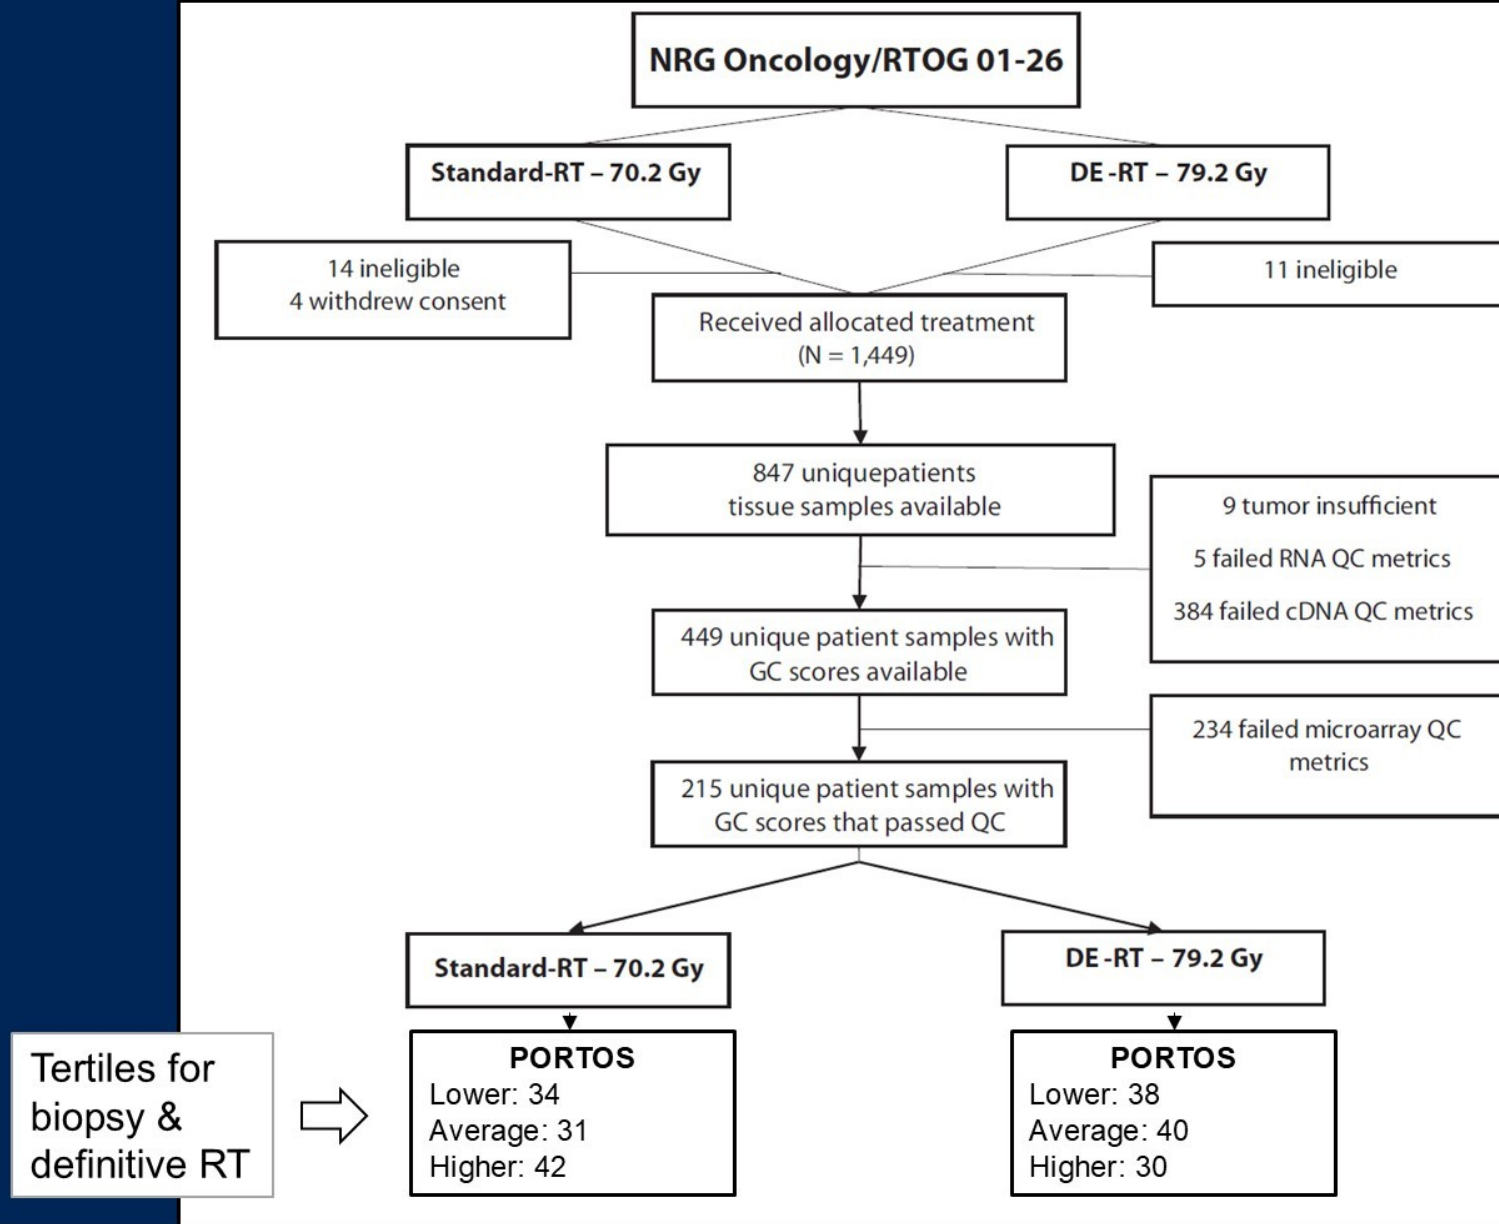 NRG Oncology/RTOG 01-26
Standard-RT – 70.2 Gy
DE-RT – 79.2 Gy
14 ineligible
4 withdrew consent
11 ineligible
Received allocated treatment
(N = 1,449)
847 uniquepatients
tissue samples available
9 tumor insufficient
5 failed RNA QC metrics
384 failed cDNA QC metrics
449 unique patient samples with
GC scores available
234 failed microarray QC
metrics
215 unique patient samples with
GC scores that passed QC
Standard-RT – 70.2 Gy
DE-RT – 79.2 Gy
Tertiles for
biopsy &
definitive RT
PORTOS
Lower: 34
Average: 31
Higher: 42
PORTOS
Lower: 38
Average: 40
Higher: 30